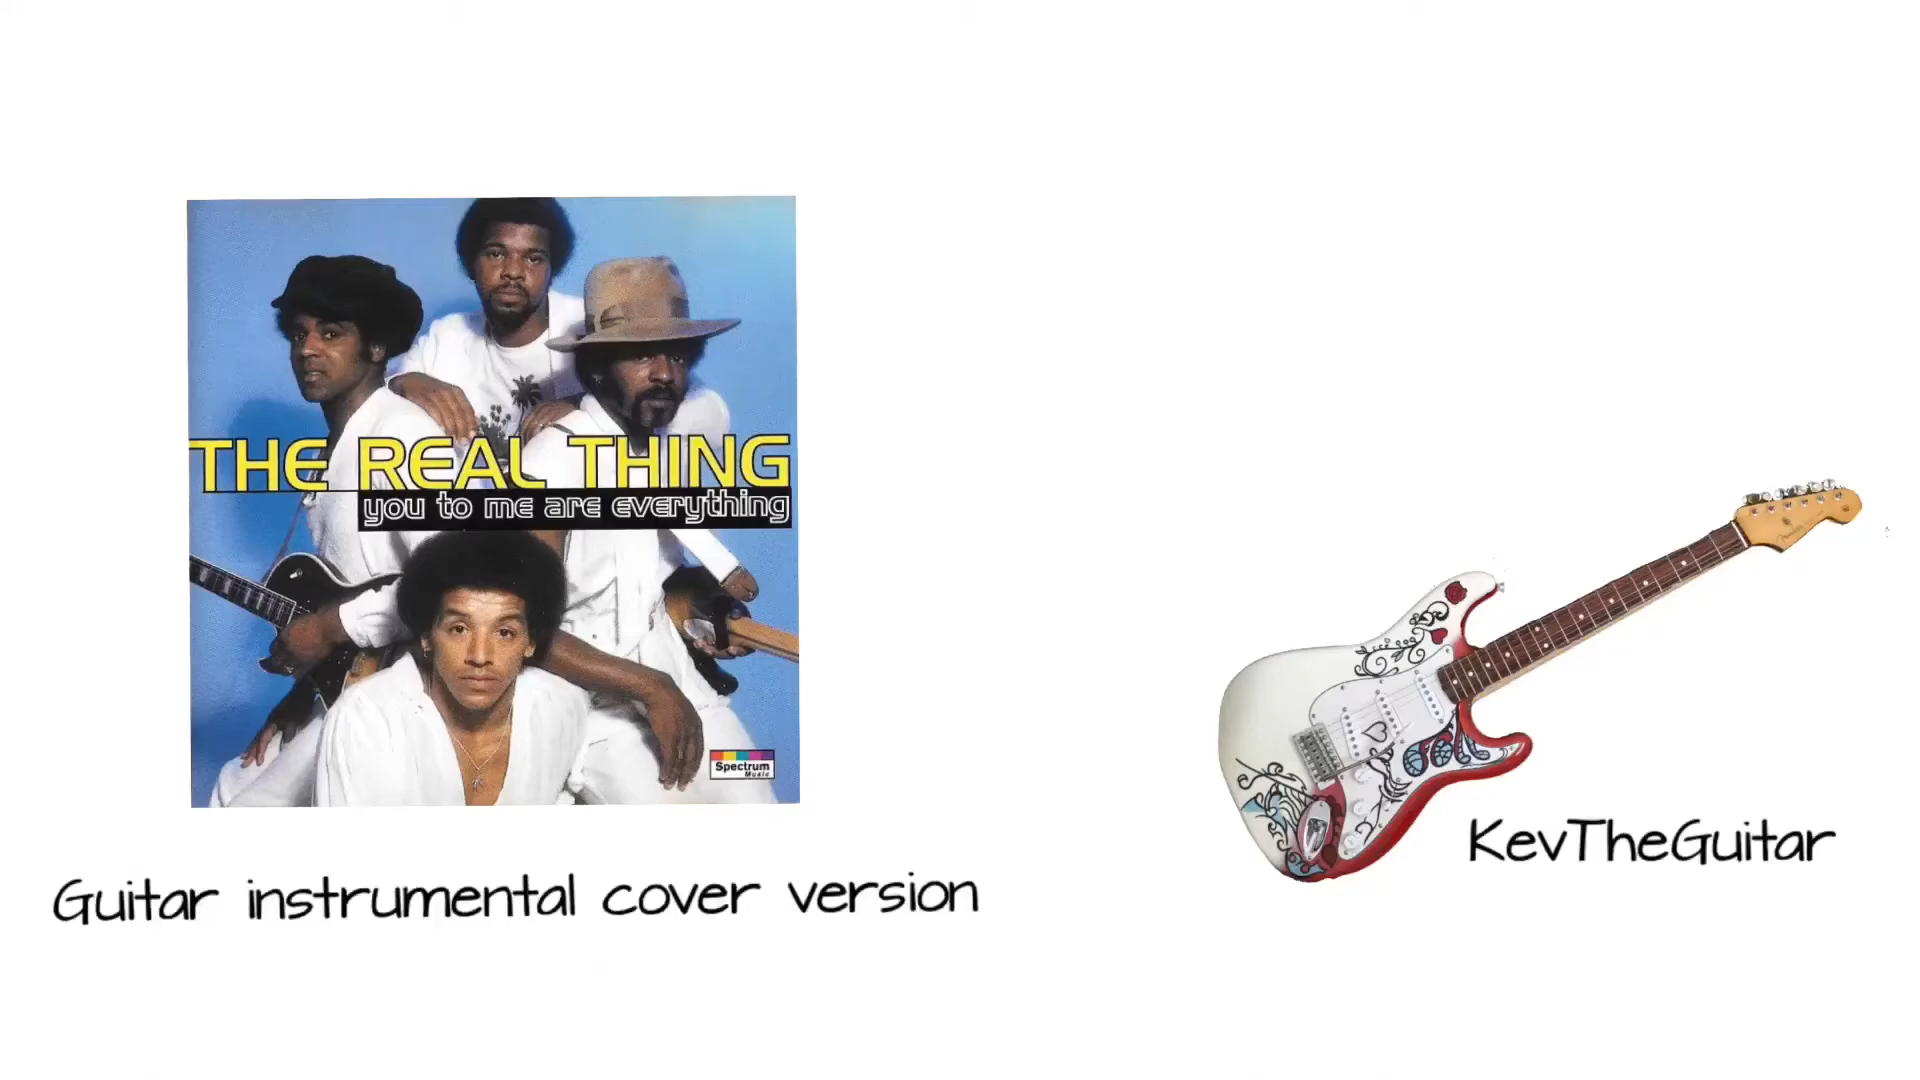 THE REAL THING
you to me are everything
Spectrum
Music
Guitar instrumental cover version
KevTheGuitar